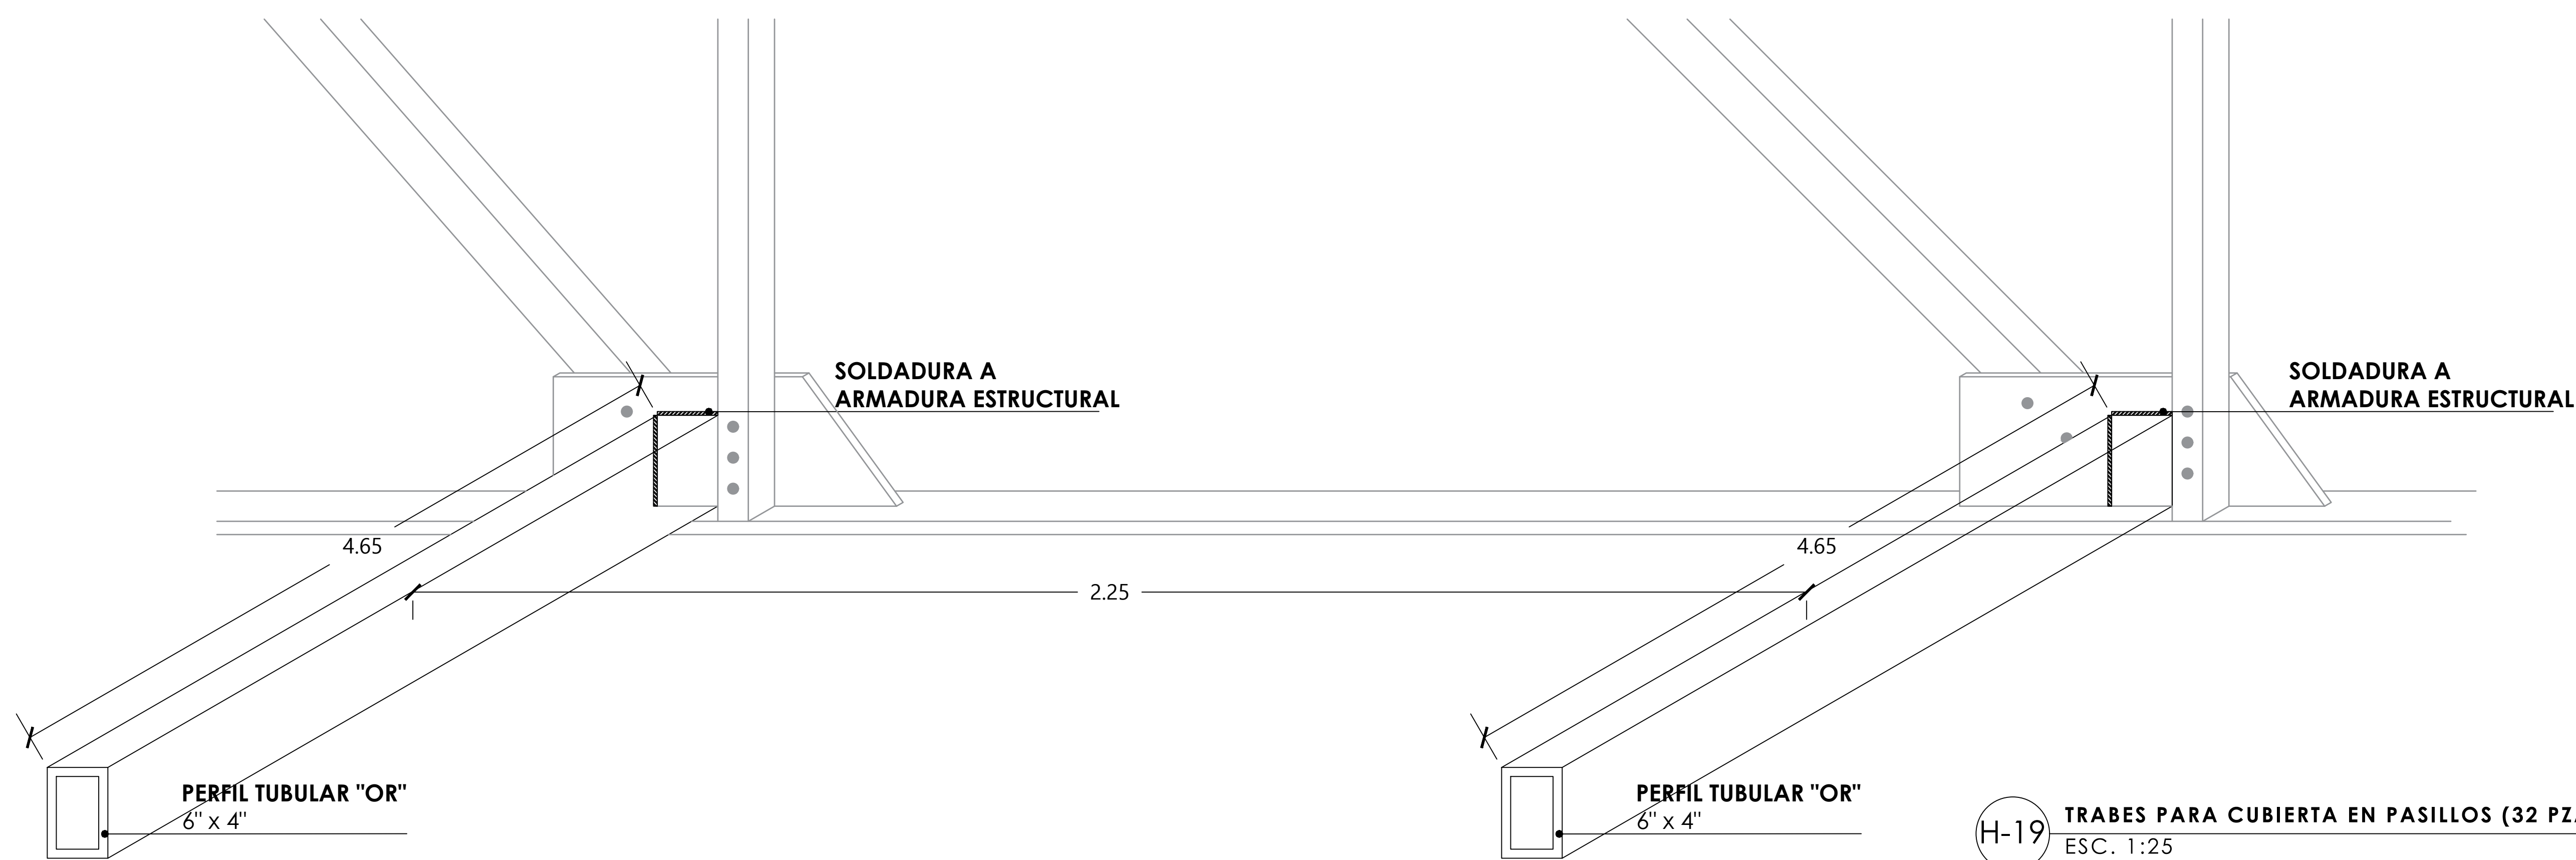 SOLDADURA A
ARMADURA ESTRUCTURAL
SOLDADURA A
ARMADURA ESTRUCTURAL
4.65
4.65
2.25
PERFIL TUBULAR "OR"
6" x 4"
PERFIL TUBULAR "OR"
6" x 4"
H-19
TRABES PARA CUBIERTA EN PASILLOS (32 PZ
ESC. 1:25